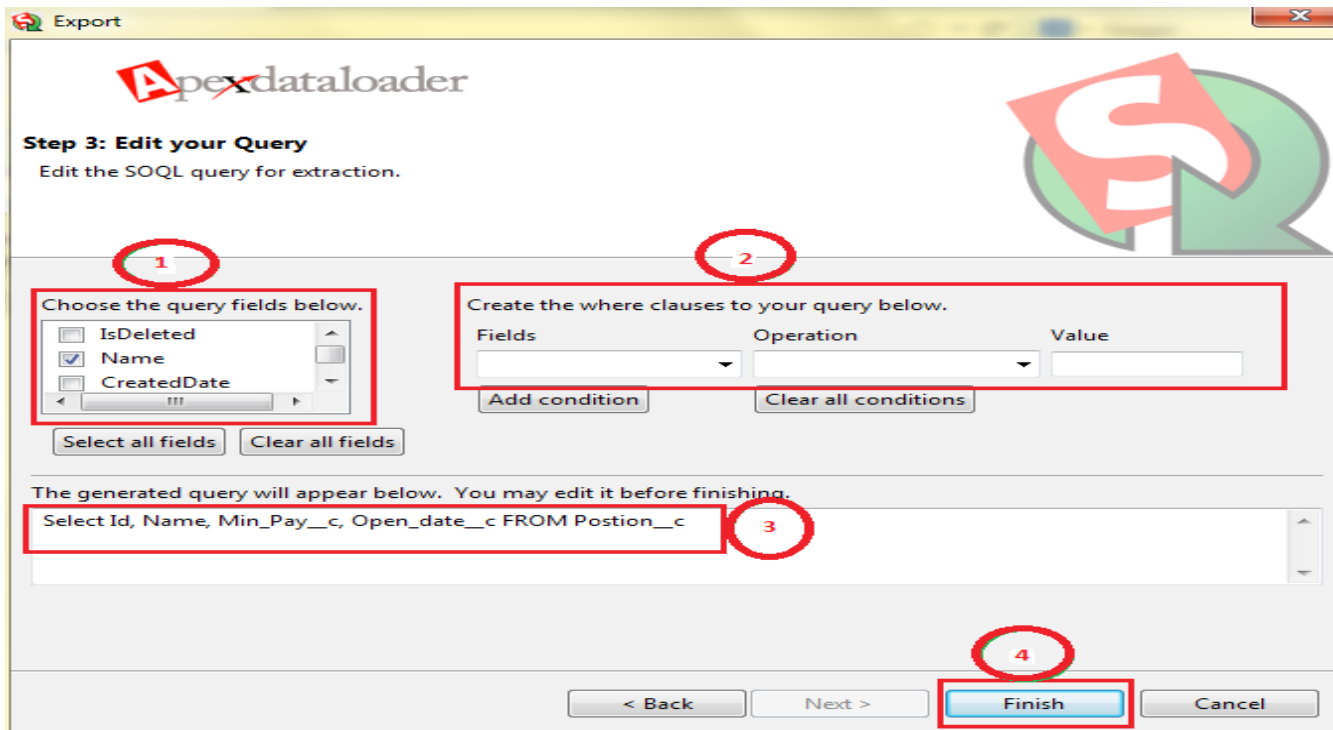 Export
Apexdataloader
Step 3: Edit your Query
Edit the SOQL query for extraction.
1
2
Choose the query fields below.
IsDeleted
Name
CreatedDate
Select all fields
Clear all fields
Create the where clauses to your query below.
Fields
Operation
Value
Add condition
Clear all conditions
The generated query will appear below. You may edit it before finishing.
Select Id, Name, Min_Pay__c, Open_date__c FROM Postion__c
3
4
< Back
Next >
Finish
Cancel